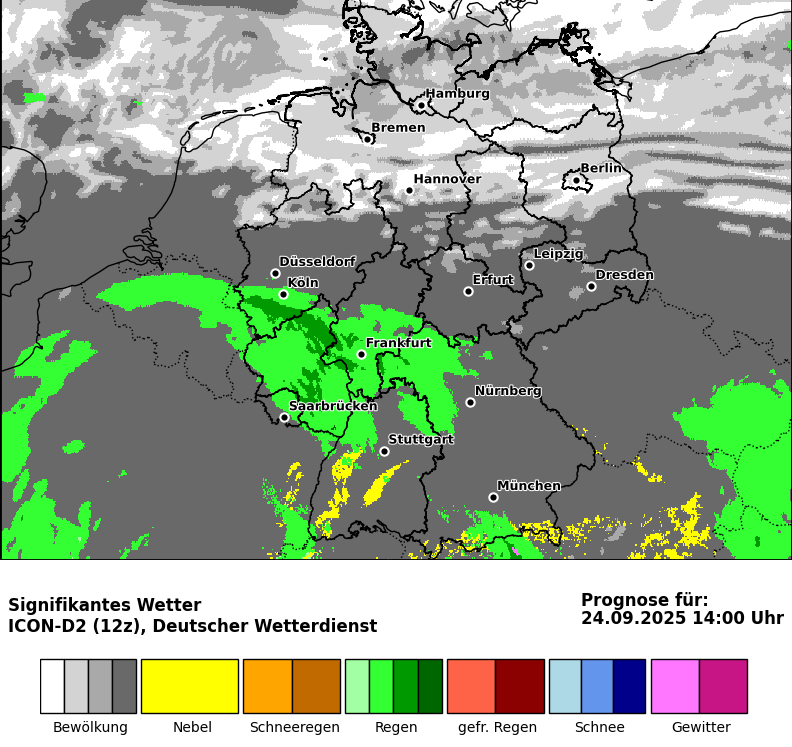 Hamburg
Bremen
Berlin
Hannover
Leipzig
Düsseldorf
Dresden
Köln
Erfurt
Frankfurt
Nürnberg
Saarbrücken
Stuttgart
München
Signifikantes Wetter
ICON-D2 (12z), Deutscher Wetterdienst
Prognose für:
24.09.2025 14:00 Uhr
Bewölkung Nebel Schneeregen Regen gefr. Regen Schnee Gewitter